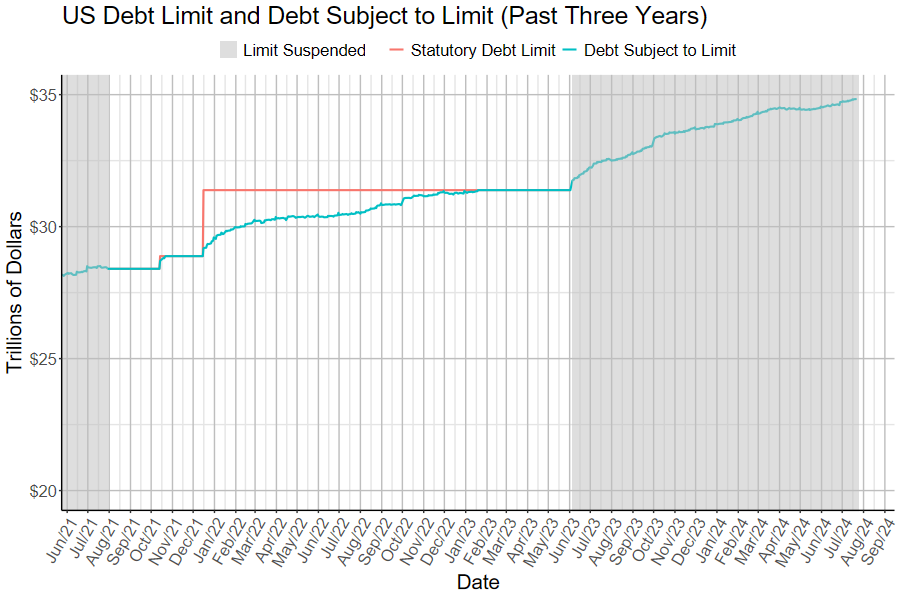 US Debt Limit and Debt Subject to Limit (Past Three Years)
Limit Suspended Statutory Debt Limit Debt Subject to Limit
Trillions of Dollars
$35
$30
$25
$20
Jun/21 Jul/21 Aug/21 Sep/21 Oct/21 Nov/21 Dec/21 Jan/22 Feb/22 Mar/22 Apr/22 May/22 Jun/22 Jul/22 Aug/22 Sep/22 Oct/22 Nov/22 Dec/22 Jan/23 Feb/23 Mar/23 Apr/23 May/23 Jun/23 Jul/23 Aug/23 Sep/23 Oct/23 Nov/23 Dec/23 Jan/24 Feb/24 Mar/24 Apr/24 May/24 Jun/24 Jul/24 Aug/24 Sep/24
Date